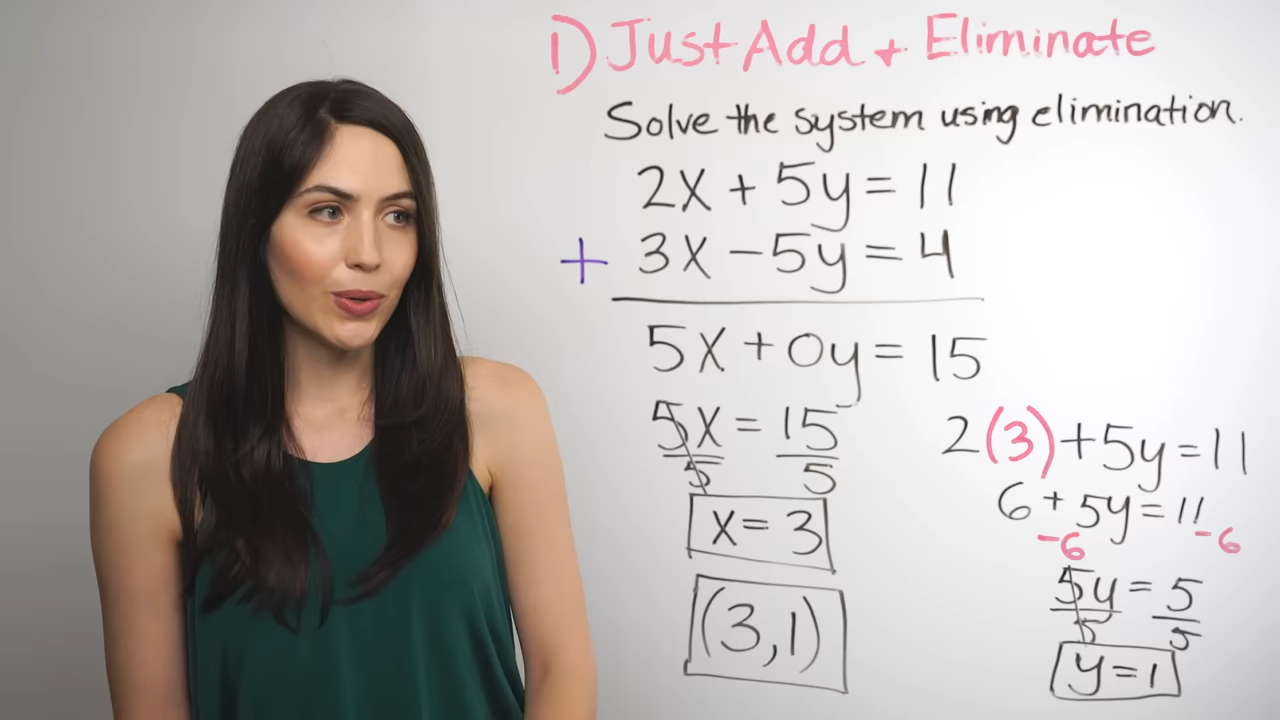 1) Just Add + Eliminate
Solve the system using elimination.
2x + 5y = 11
+ 3x - 5y = 4
5x + 0y = 15
5x = 15
5 5
x = 3
(3,1)
2(3) + 5y = 11
6 + 5y = 11
-6 -6
5y = 5
5 5
y = 1